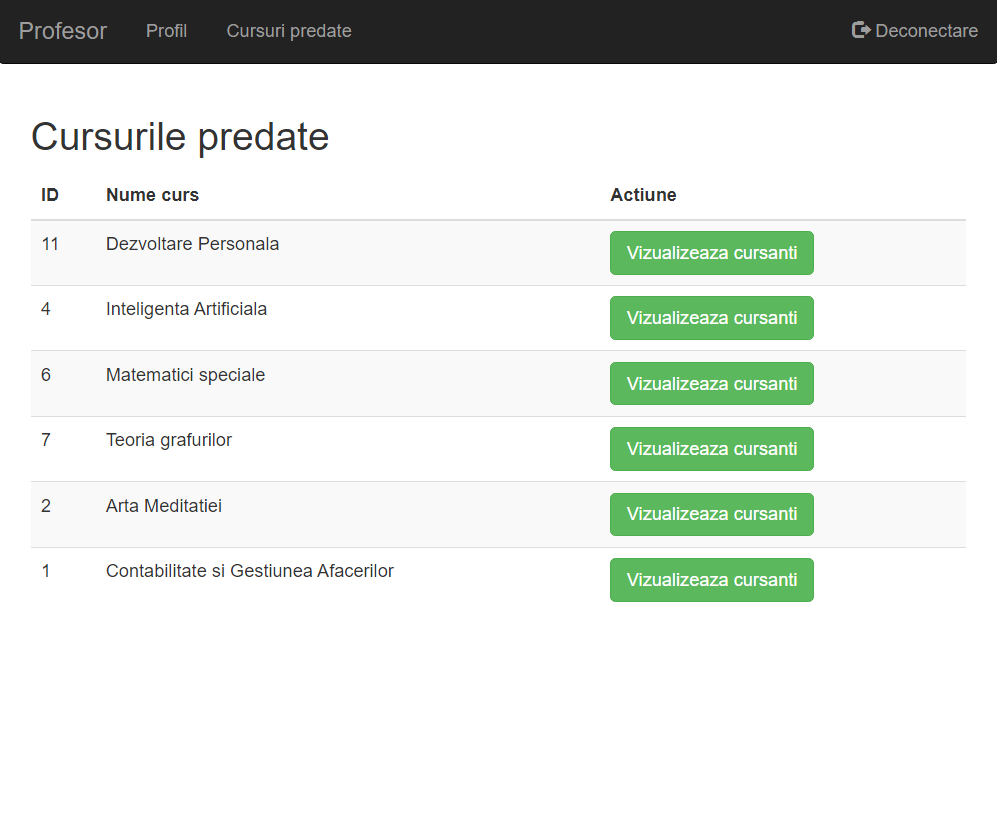 Profesor Profil Cursuri predate Deconectare
Cursurile predate
ID Nume curs Actiune
11 Dezvoltare Personala Vizualizeaza cursanti
4 Inteligenta Artificiala Vizualizeaza cursanti
6 Matematici speciale Vizualizeaza cursanti
7 Teoria grafurilor Vizualizeaza cursanti
2 Arta Meditatiei Vizualizeaza cursanti
1 Contabilitate si Gestiunea Afacerilor Vizualizeaza cursanti